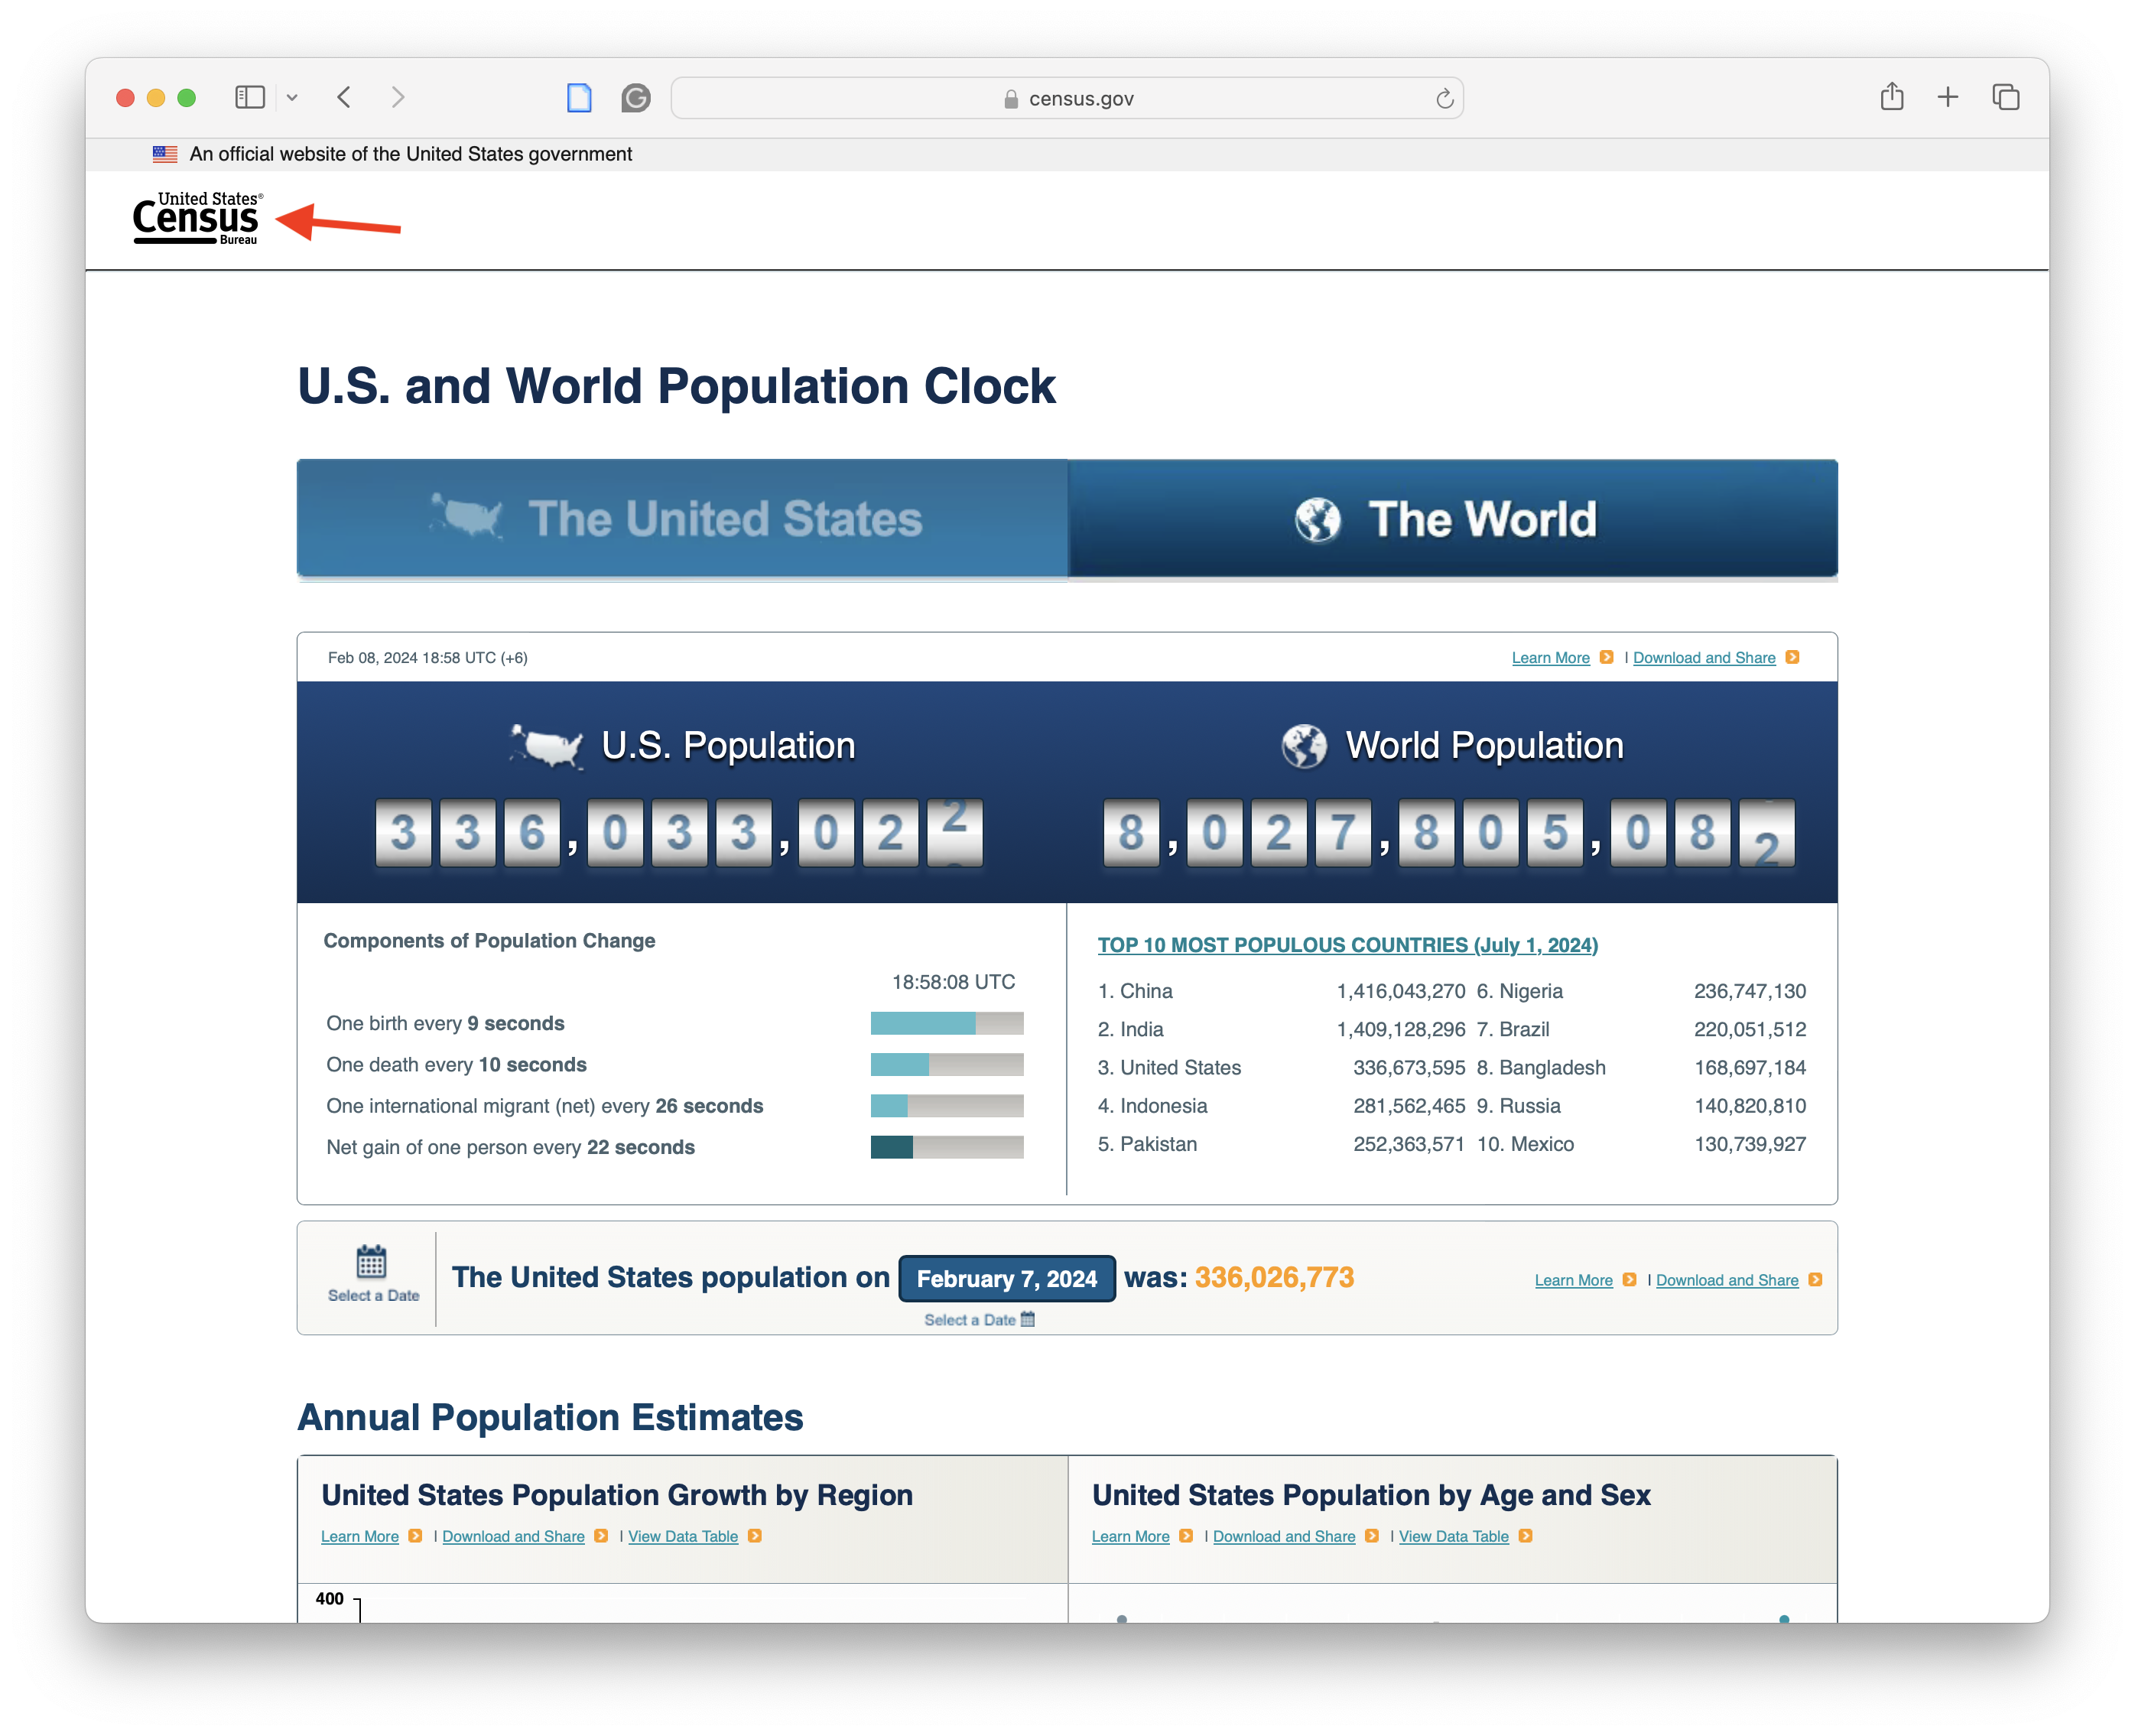 census.gov
An official website of the United States government
United States®
Census
Bureau
U.S. and World Population Clock
The United States
The World
Feb 08, 2024 18:58 UTC (+6)
Learn More | Download and Share
U.S. Population
World Population
336,033,022
8,027,805,082
Components of Population Change
18:58:08 UTC
One birth every 9 seconds
One death every 10 seconds
One international migrant (net) every 26 seconds
Net gain of one person every 22 seconds
TOP 10 MOST POPULOUS COUNTRIES (July 1, 2024)
1. China 1,416,043,270 6. Nigeria 236,747,130
2. India 1,409,128,296 7. Brazil 220,051,512
3. United States 336,673,595 8. Bangladesh 168,697,184
4. Indonesia 281,562,465 9. Russia 140,820,810
5. Pakistan 252,363,571 10. Mexico 130,739,927
Select a Date
The United States population on February 7, 2024 was: 336,026,773
Select a Date
Learn More | Download and Share
Annual Population Estimates
United States Population Growth by Region
Learn More | Download and Share | View Data Table
United States Population by Age and Sex
Learn More | Download and Share | View Data Table
400